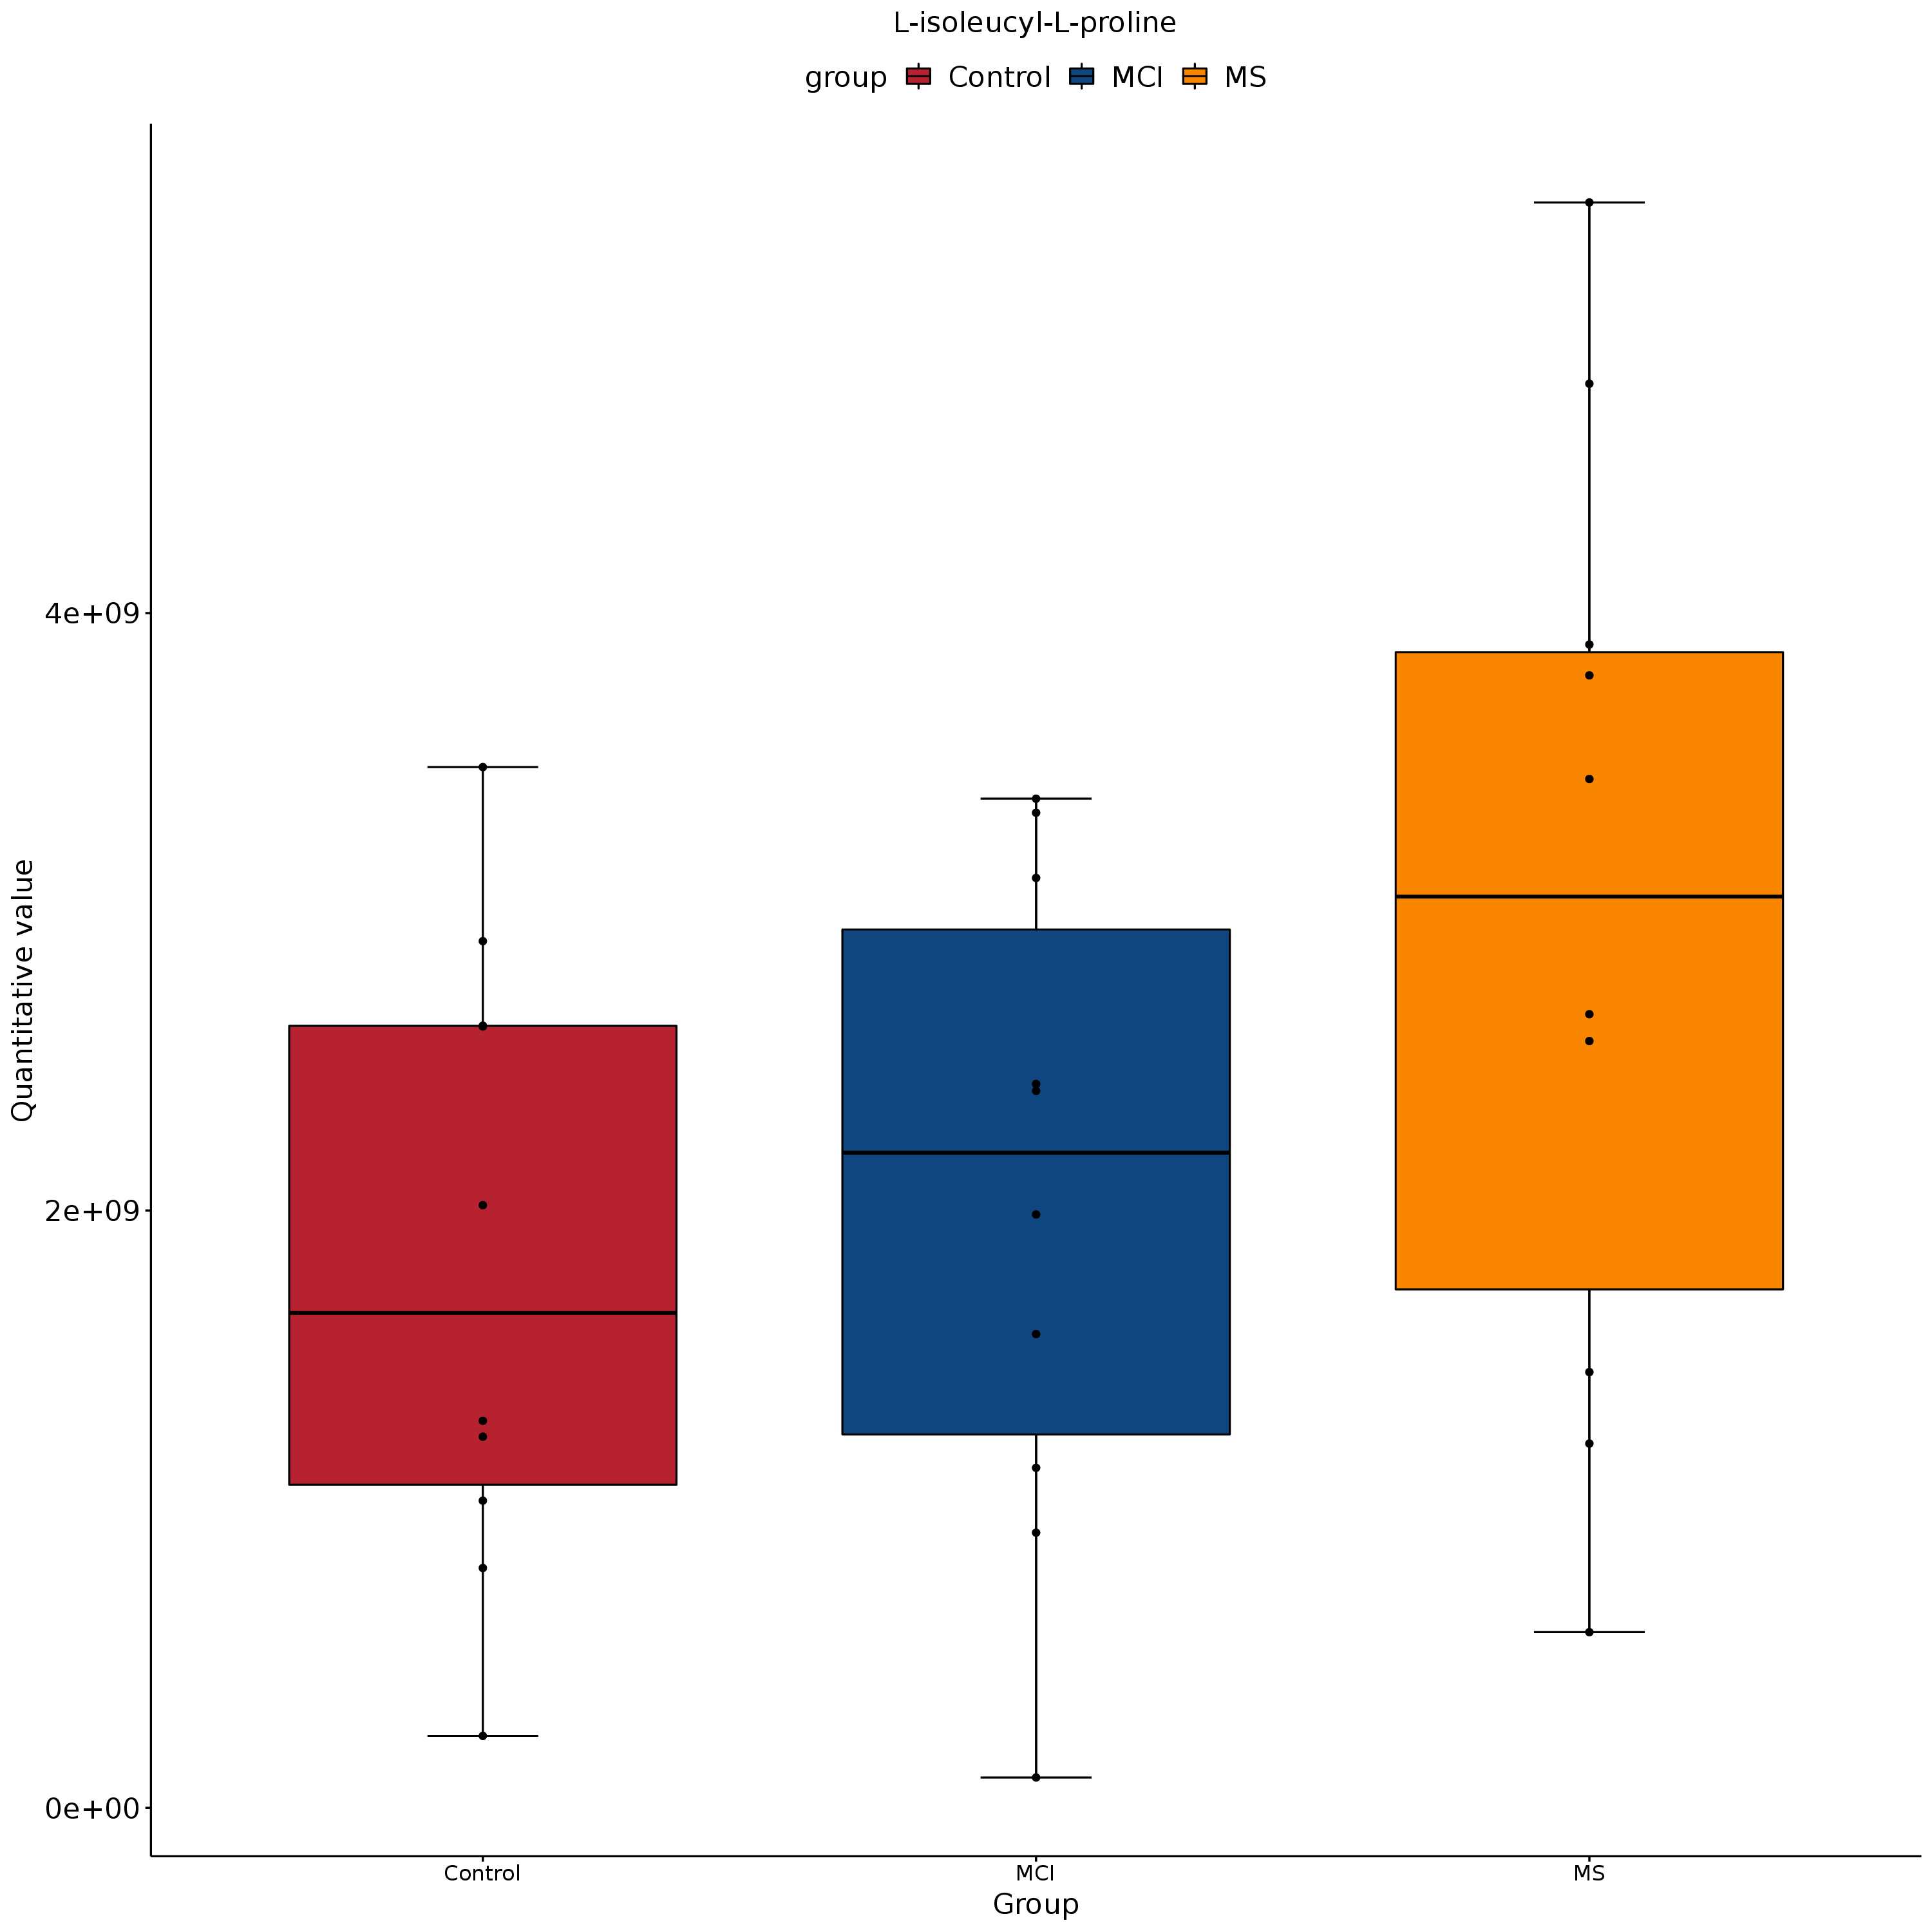 L-isoleucyl-L-proline
group Control MCI MS
Quantitative value
4e+09
2e+09
0e+00
Control MCI MS
Group